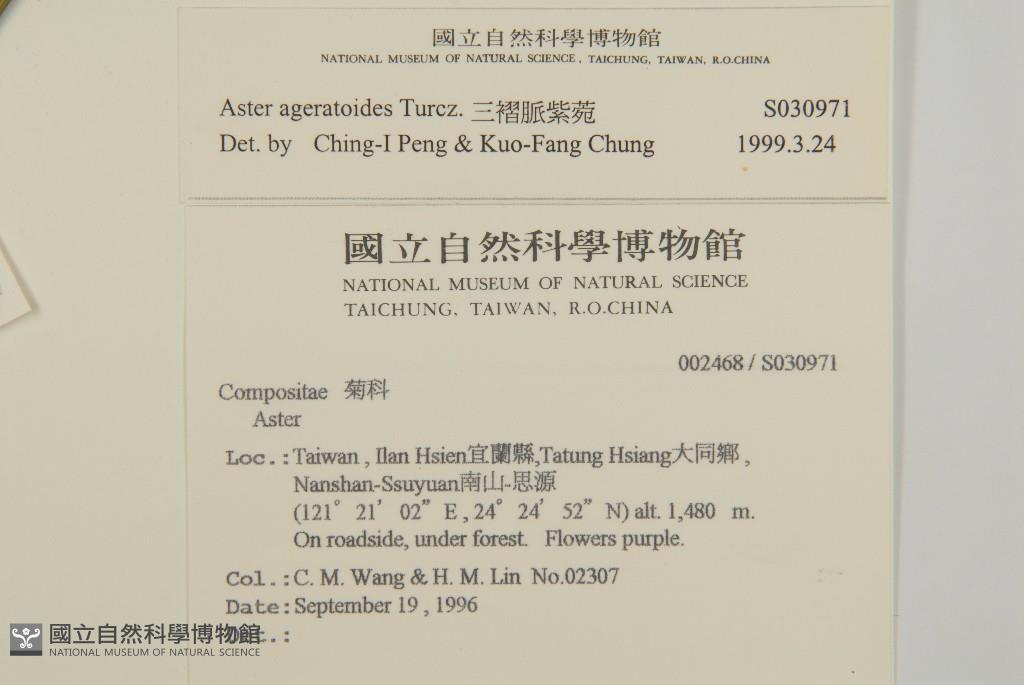 國立自然科學博物館
NATIONAL MUSEUM OF NATURAL SCIENCE, TAICHUNG, TAIWAN, R.O.CHINA
Aster ageratoides Turcz. 三褶脈紫菀 S030971
Det. by Ching-I Peng & Kuo-Fang Chung 1999.3.24
國立自然科學博物館
NATIONAL MUSEUM OF NATURAL SCIENCE
TAICHUNG, TAIWAN, R.O.CHINA
002468 / S030971
Compositae 菊科
Aster
Loc.:Taiwan , Ilan Hsien宜蘭縣,Tatung Hsiang大同鄉 ,
Nanshan-Ssuyuan南山-思源
(121° 21' 02” E , 24° 24' 52” N) alt. 1,480 m.
On roadside, under forest. Flowers purple.
Col.:C. M. Wang & H. M. Lin No.02307
Date:September 19 , 1996
Det.:
國立自然科學博物館
NATIONAL MUSEUM OF NATURAL SCIENCE